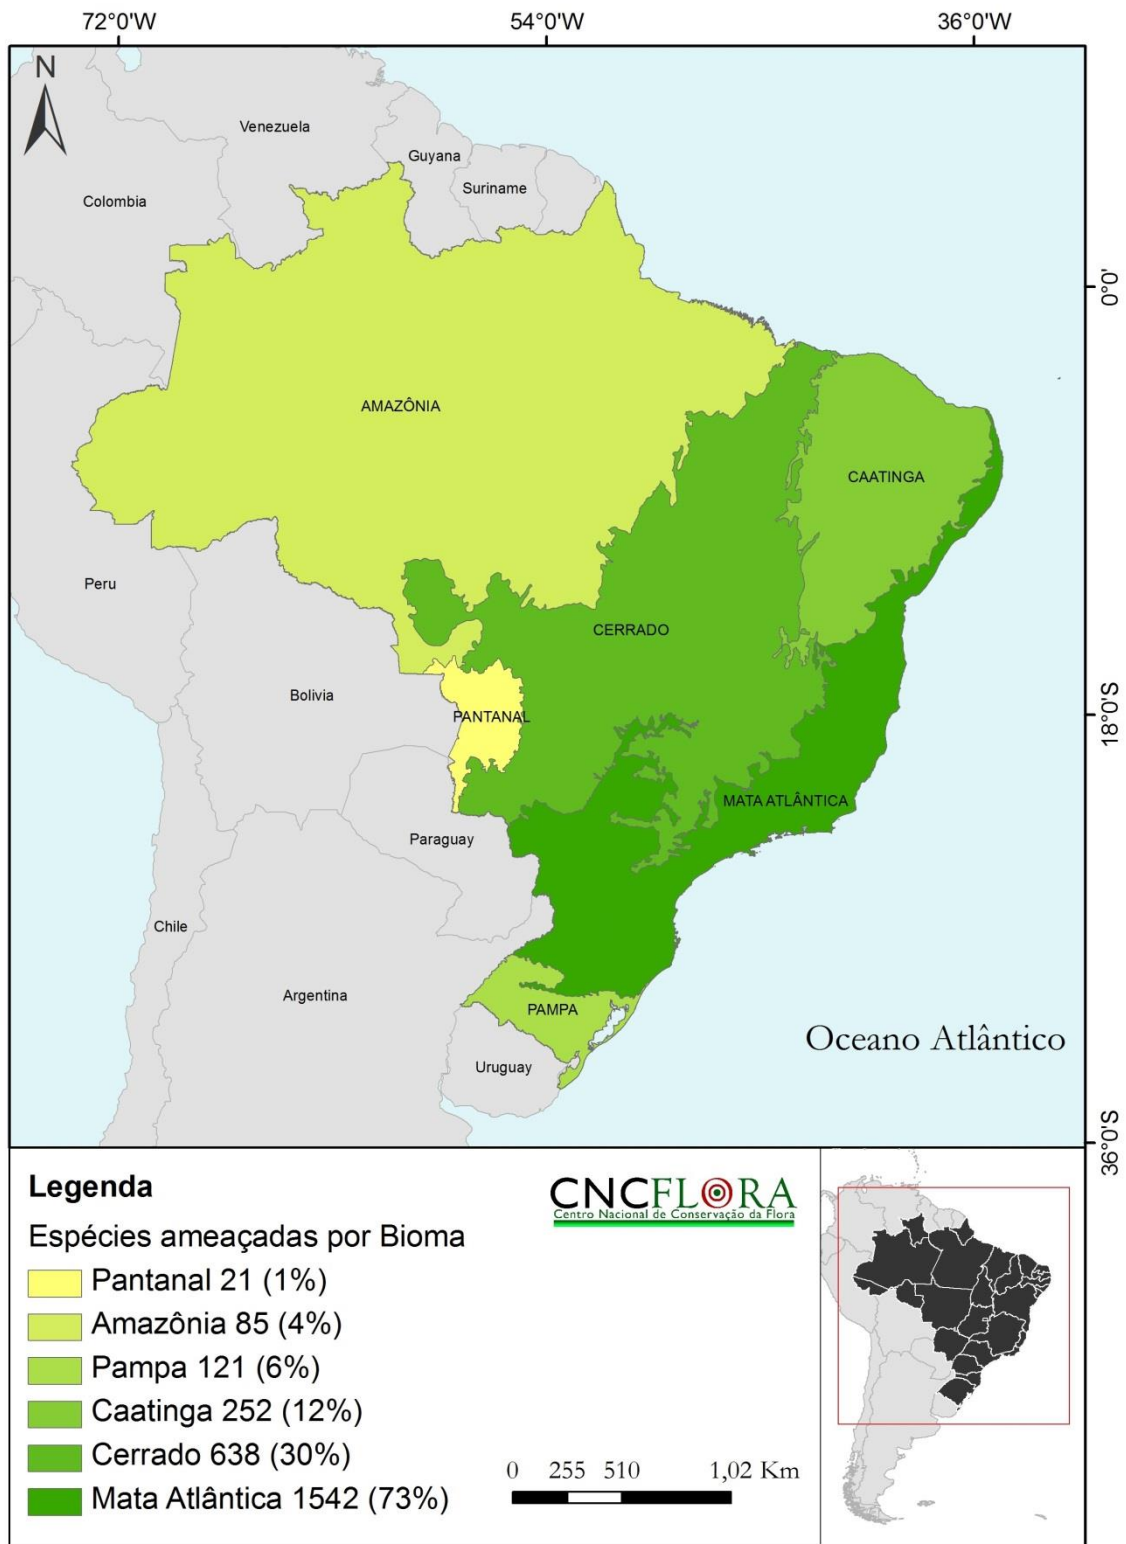 72°0'W
54°0'W
36°0'W
N
Venezuela
Guyana
Suriname
Colombia
0°0'
AMAZÔNIA
CAATINGA
Peru
CERRADO
Bolivia
PANTANAL
18°0'S
MATA ATLÂNTICA
Paraguay
Chile
Argentina
PAMPA
Oceano Atlântico
Uruguay
36°0'S
Legenda
Espécies ameaçadas por Bioma
Pantanal 21 (1%)
Amazônia 85 (4%)
Pampa 121 (6%)
Caatinga 252 (12%)
Cerrado 638 (30%)
Mata Atlântica 1542 (73%)
CNCFLORA
Centro Nacional de Conservação da Flora
0 255 510 1,02 Km